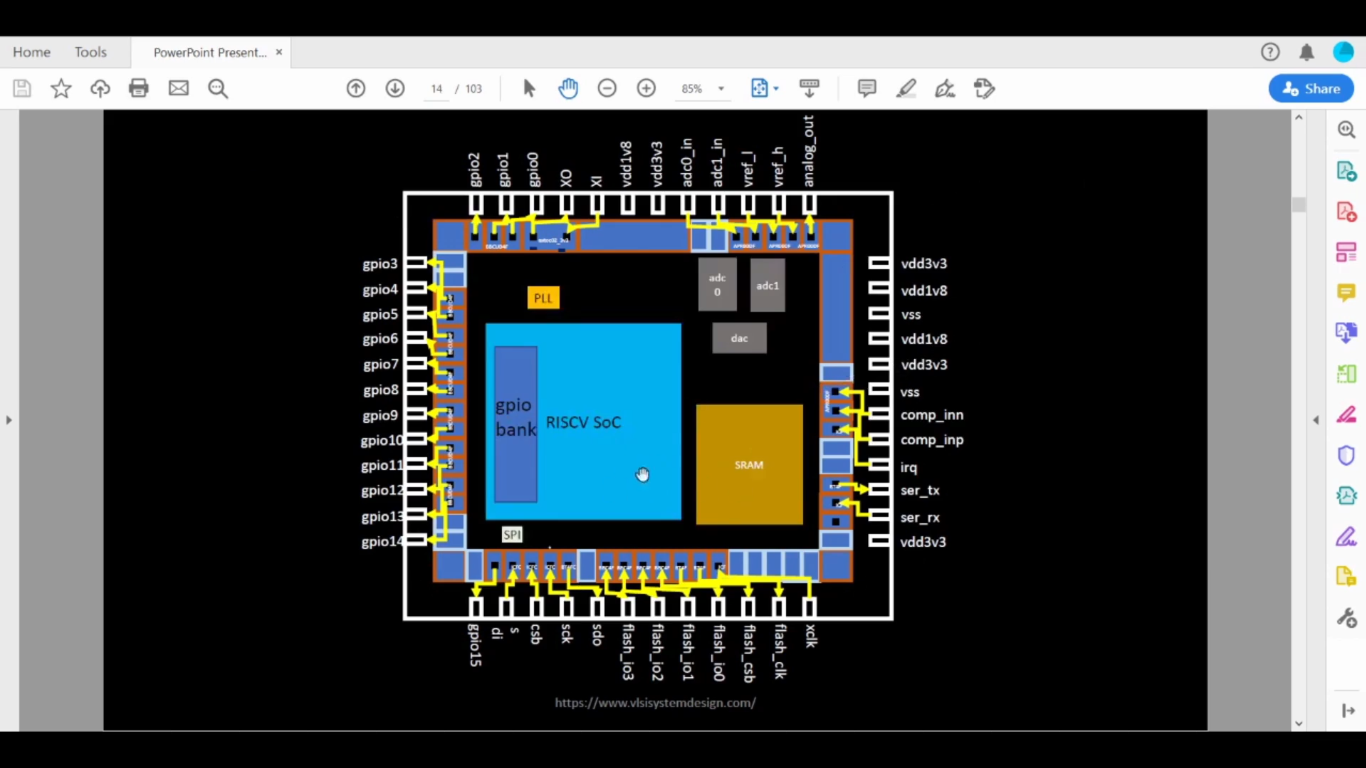 Home Tools PowerPoint Present... ×
14 / 103 85% Share
gpio2 gpio1 gpio0 XO XI vdd1v8 vdd3v3 adc0_in adc1_in vref_l vref_h analog_out
gpio3
gpio4
gpio5
gpio6
gpio7
gpio8
gpio9
gpio10
gpio11
gpio12
gpio13
gpio14
PLL
adc
0
adc1
dac
gpio
bank
RISCV SoC
SRAM
SPI
vdd3v3
vdd1v8
vss
vdd1v8
vdd3v3
vss
comp_inn
comp_inp
irq
ser_tx
ser_rx
vdd3v3
gpio15 di s csb sck sdo flash_io3 flash_io2 flash_io1 flash_io0 flash_csb flash_clk xclk
https://www.vlsisystemdesign.com/